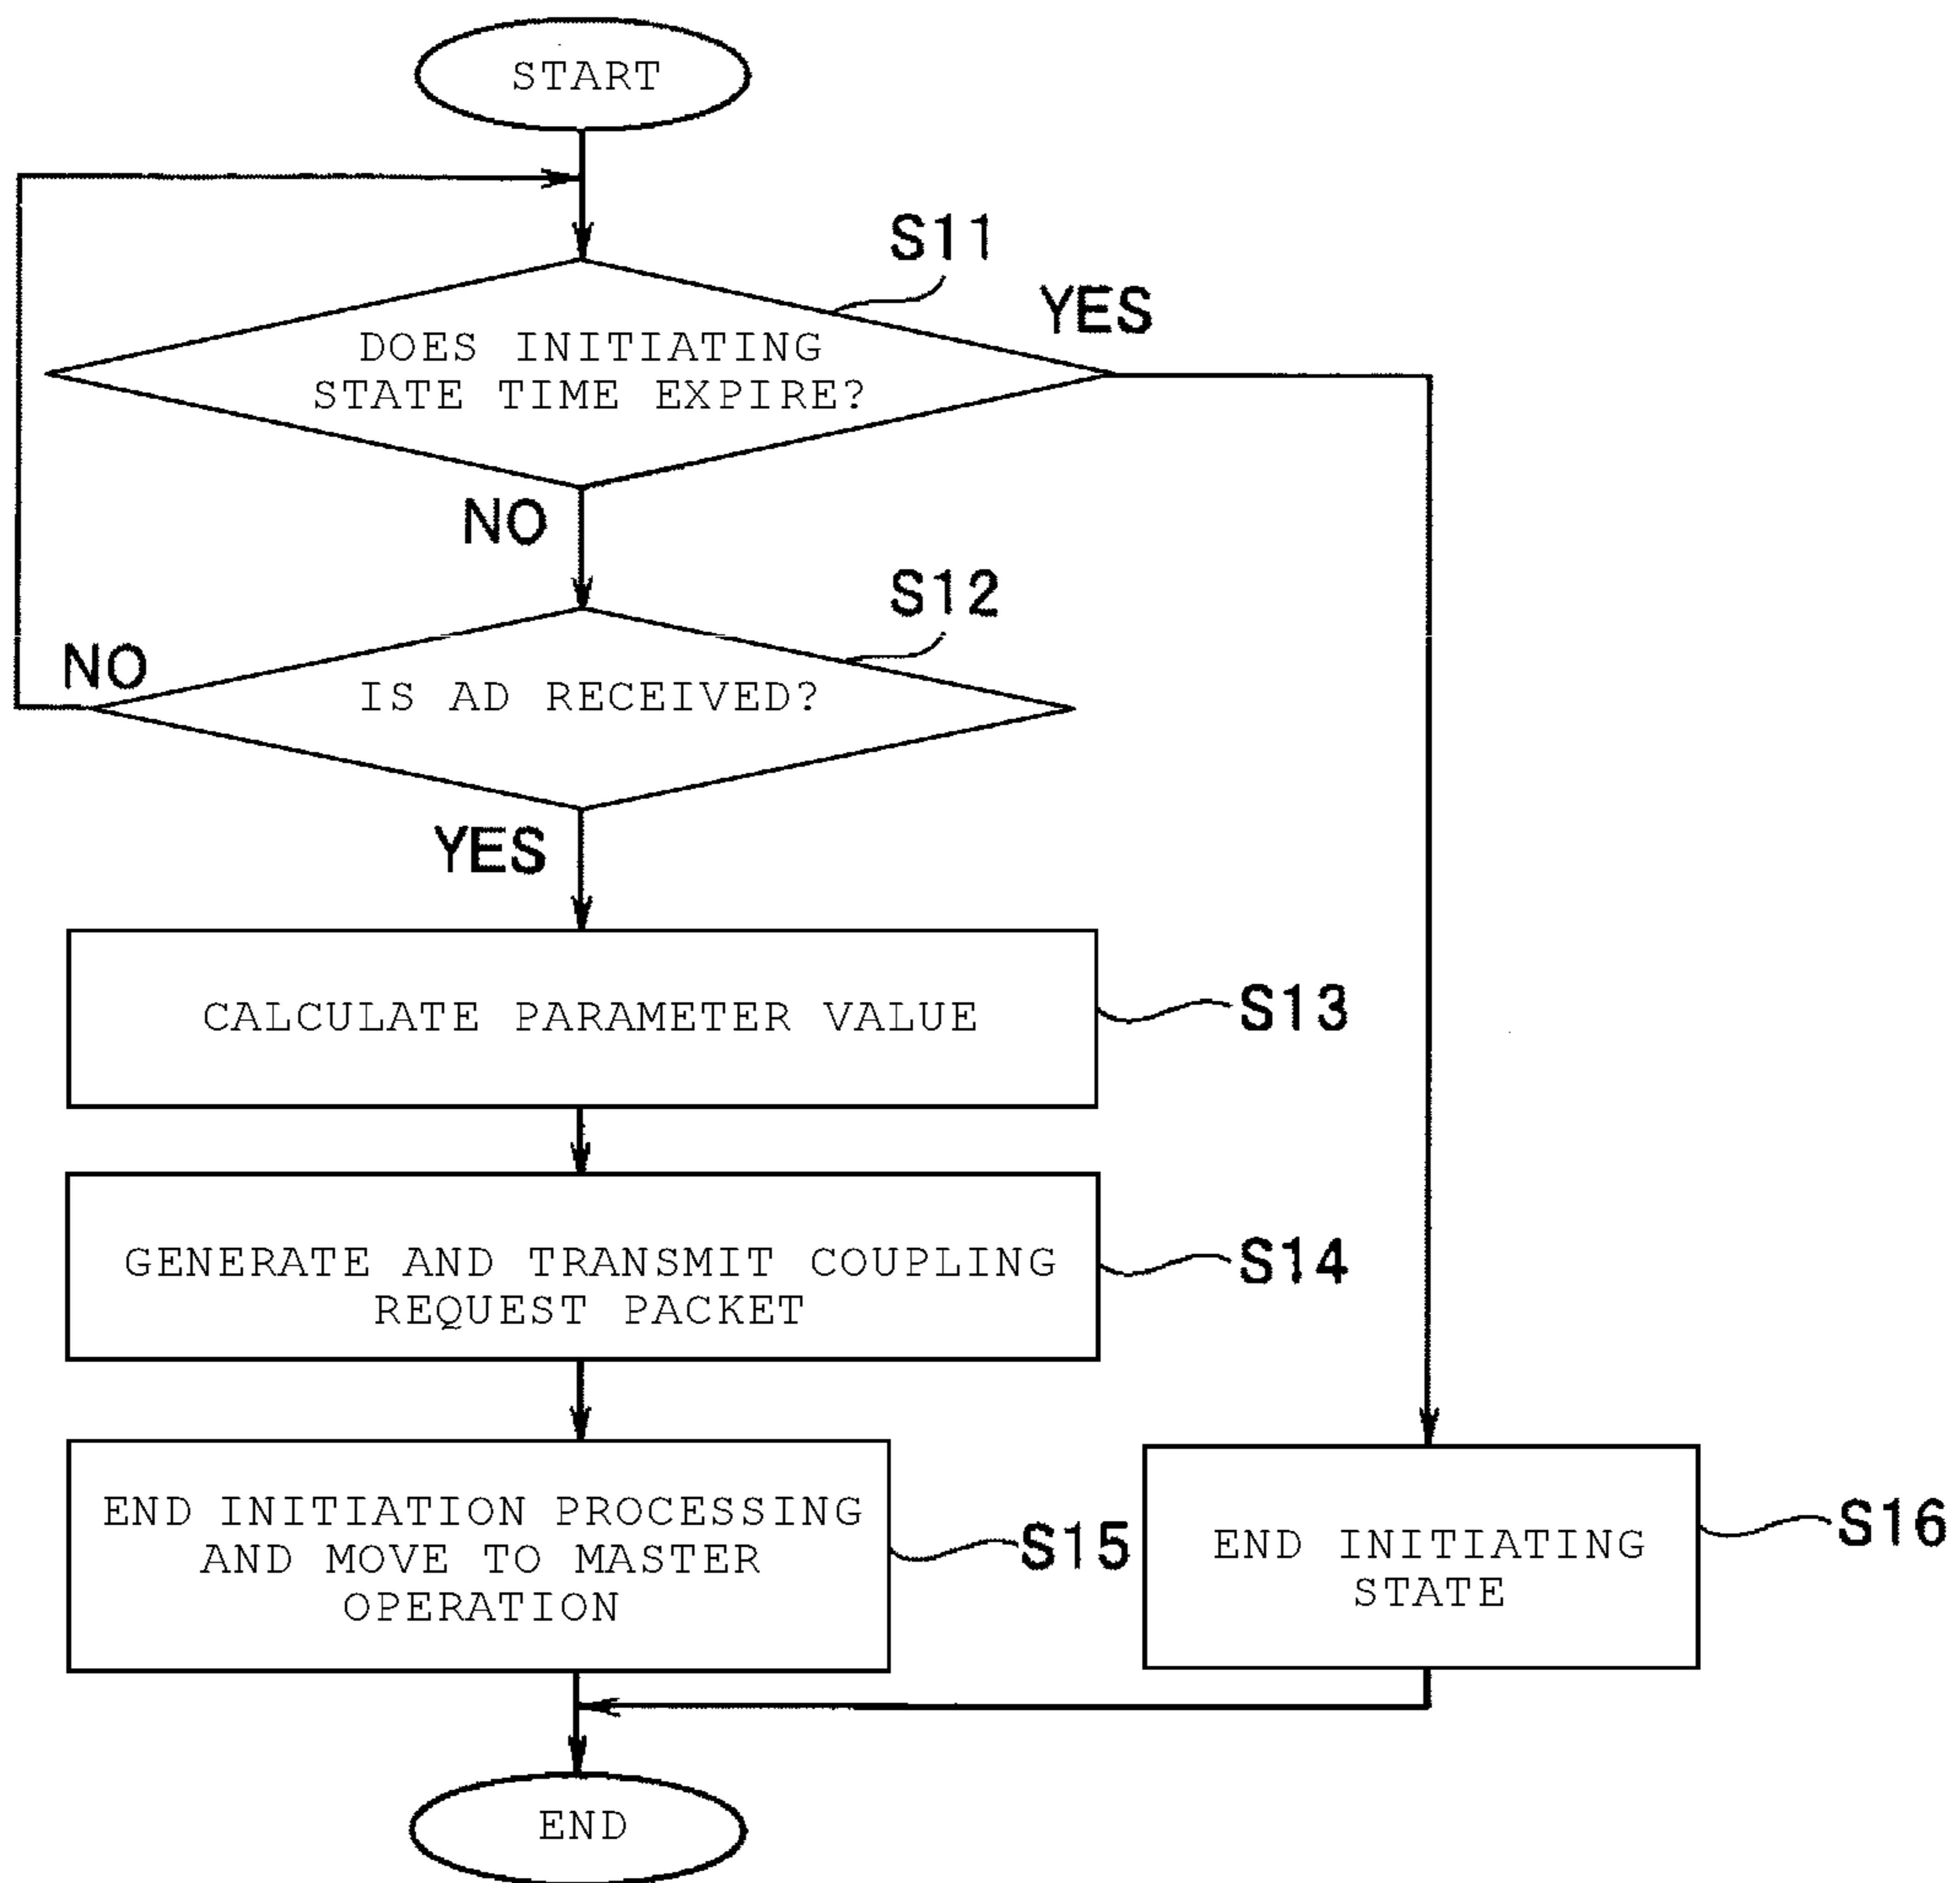 START
S11
YES
DOES INITIATING
STATE TIME EXPIRE?
NO
S12
NO
IS AD RECEIVED?
YES
CALCULATE PARAMETER VALUE
S13
GENERATE AND TRANSMIT COUPLING
REQUEST PACKET
S14
END INITIATION PROCESSING
AND MOVE TO MASTER
OPERATION
S15
END INITIATING
STATE
S16
END